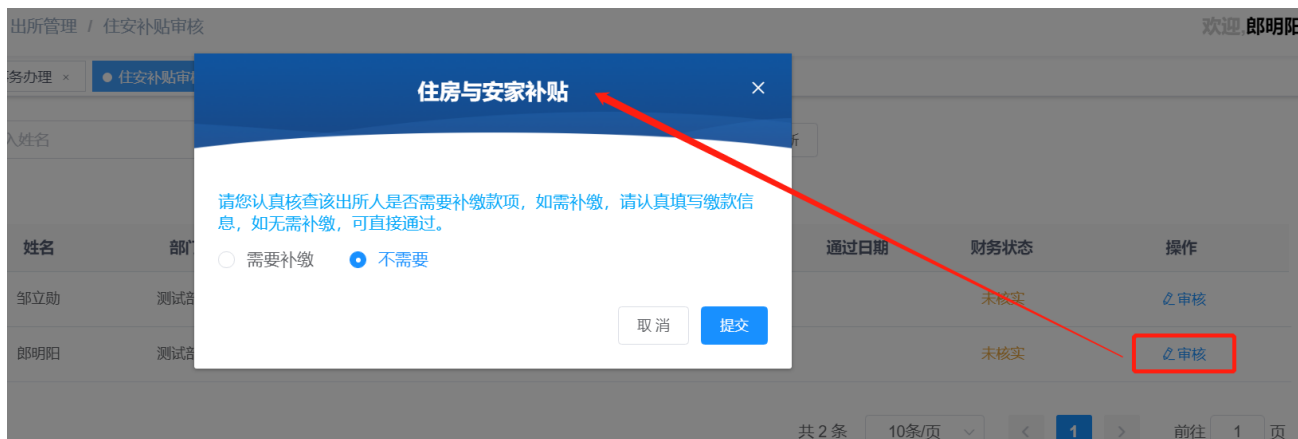 出所管理 / 住安补贴审核
欢迎,郎明阳
务办理 ×
住安补贴审核
住房与安家补贴
入姓名
请您认真核查该出所人是否需要补缴款项，如需补缴，请认真填写缴款信
息，如无需补缴，可直接通过。
需要补缴 不需要
姓名 部门 通过日期 财务状态 操作
邹立勋 测试部 未核实 审核
取消 提交
郎明阳 测试部 未核实 审核
共 2 条 10条/页 < 1 > 前往 1 页